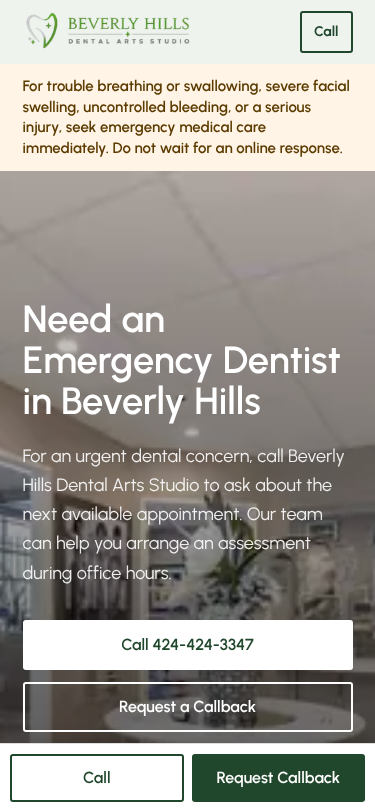 BEVERLY HILLS
DENTAL ARTS STUDIO
Call
For trouble breathing or swallowing, severe facial
swelling, uncontrolled bleeding, or a serious
injury, seek emergency medical care
immediately. Do not wait for an online response.
Need an
Emergency Dentist
in Beverly Hills
For an urgent dental concern, call Beverly
Hills Dental Arts Studio to ask about the
next available appointment. Our team
can help you arrange an assessment
during office hours.
Call 424-424-3347
Request a Callback
Call
Request Callback